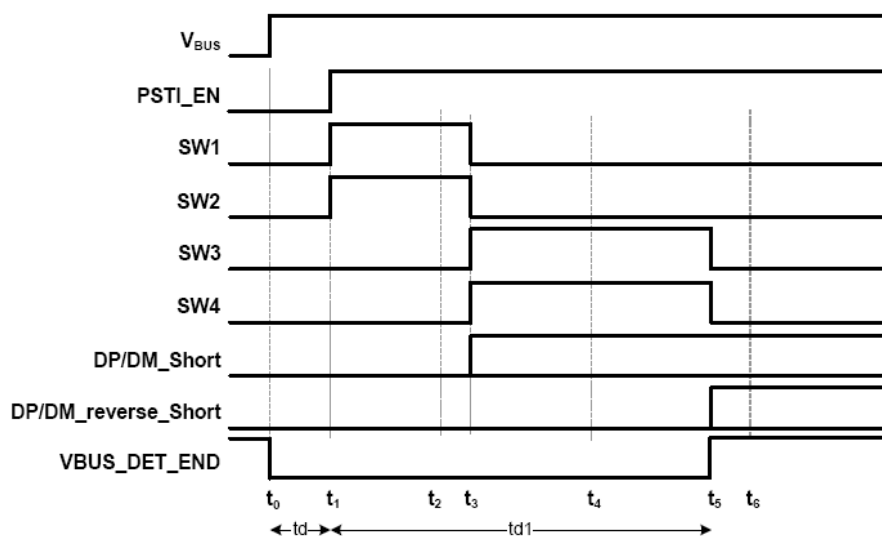 V_BUS
PSTI_EN
SW1
SW2
SW3
SW4
DP/DM_Short
DP/DM_reverse_Short
VBUS_DET_END
t₀ t₁ t₂ t₃ t₄ t₅ t₆
td td1